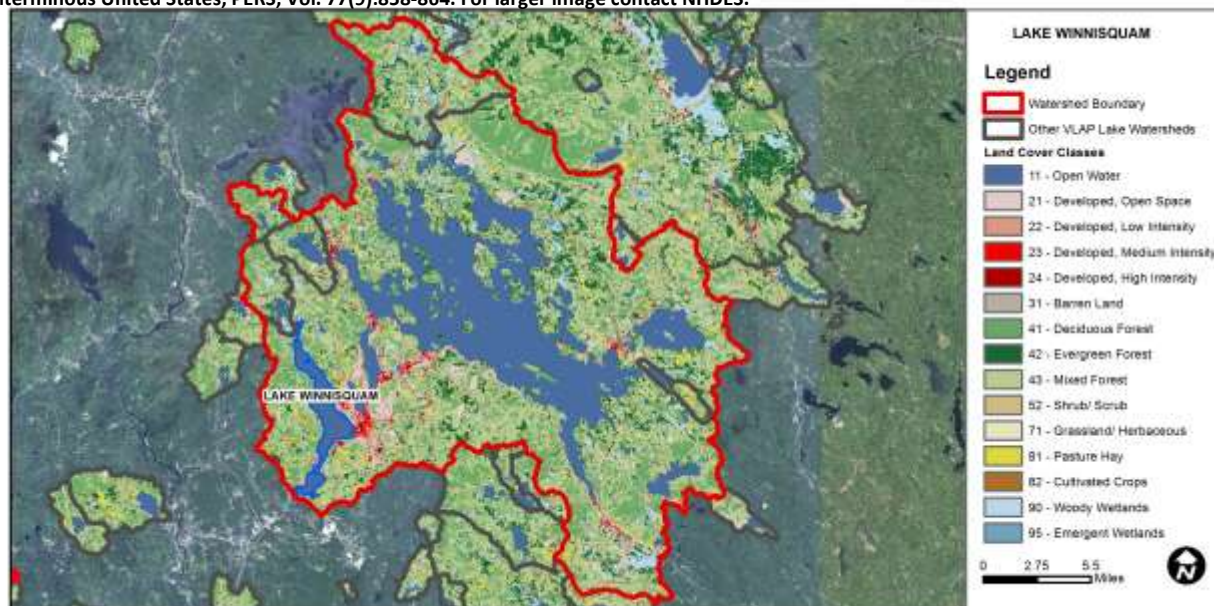 nterminous United States, PERS, Vol. 77(9):858-864. For larger image contact NHDES.
LAKE WINNISQUAM
Legend
Watershed Boundary
Other VLAP Lake Watersheds
Land Cover Classes
11 - Open Water
21 - Developed, Open Space
22 - Developed, Low Intensity
23 - Developed, Medium Intensity
24 - Developed, High Intensity
31 - Barren Land
41 - Deciduous Forest
42 - Evergreen Forest
43 - Mixed Forest
52 - Shrub/ Scrub
71 - Grassland/ Herbaceous
81 - Pasture Hay
82 - Cultivated Crops
90 - Woody Wetlands
95 - Emergent Wetlands
0 2.75 5.5
Miles
N
LAKE WINNISQUAM